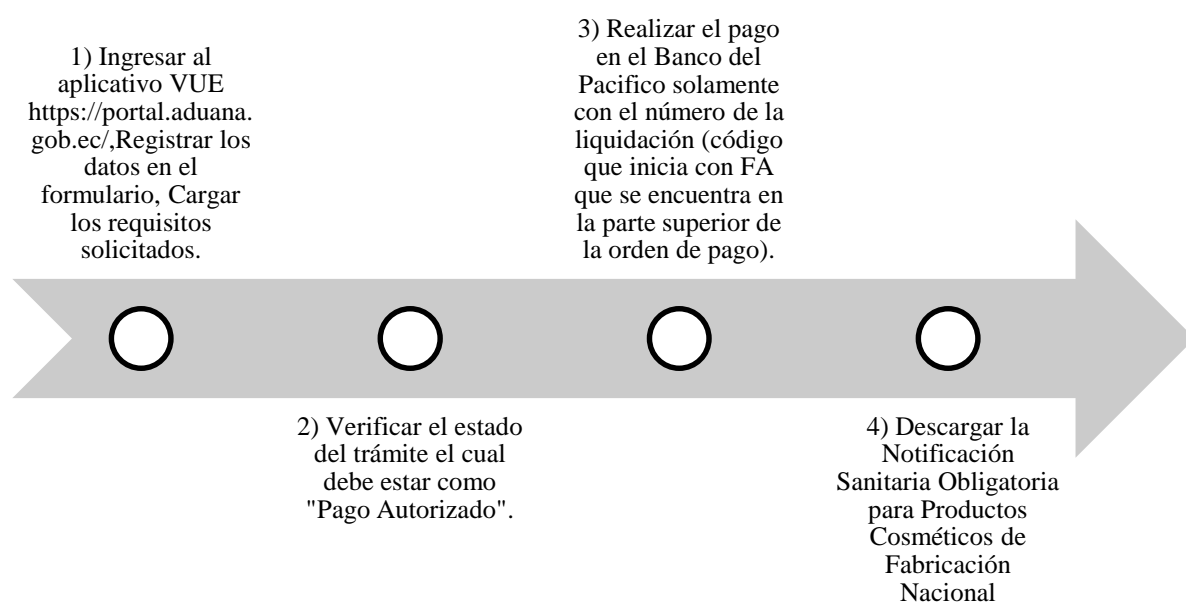 1) Ingresar al
aplicativo VUE
https://portal.aduana.
gob.ec/,Registrar los
datos en el
formulario, Cargar
los requisitos
solicitados.
2) Verificar el estado
del trámite el cual
debe estar como
"Pago Autorizado".
3) Realizar el pago
en el Banco del
Pacifico solamente
con el número de la
liquidación (código
que inicia con FA
que se encuentra en
la parte superior de
la orden de pago).
4) Descargar la
Notificación
Sanitaria Obligatoria
para Productos
Cosméticos de
Fabricación
Nacional